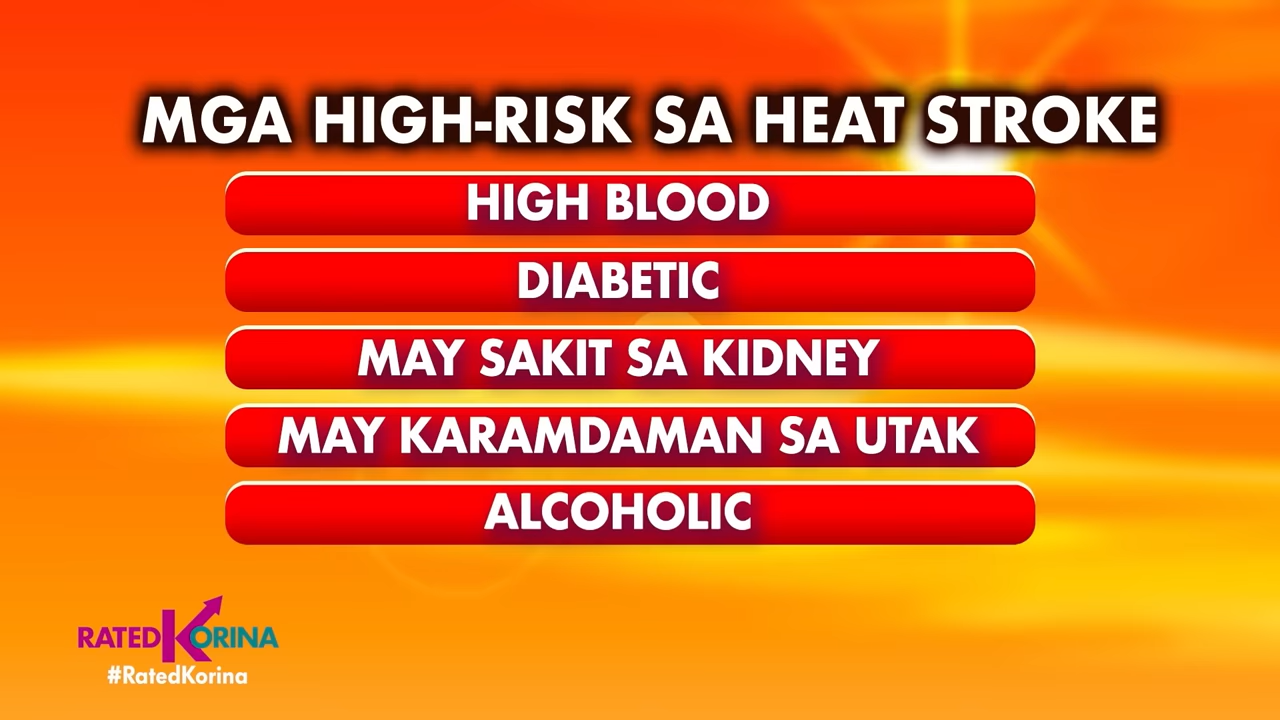 MGA HIGH-RISK SA HEAT STROKE
HIGH BLOOD
DIABETIC
MAY SAKIT SA KIDNEY
MAY KARAMDAMAN SA UTAK
ALCOHOLIC
RATED KORINA
#RatedKorina